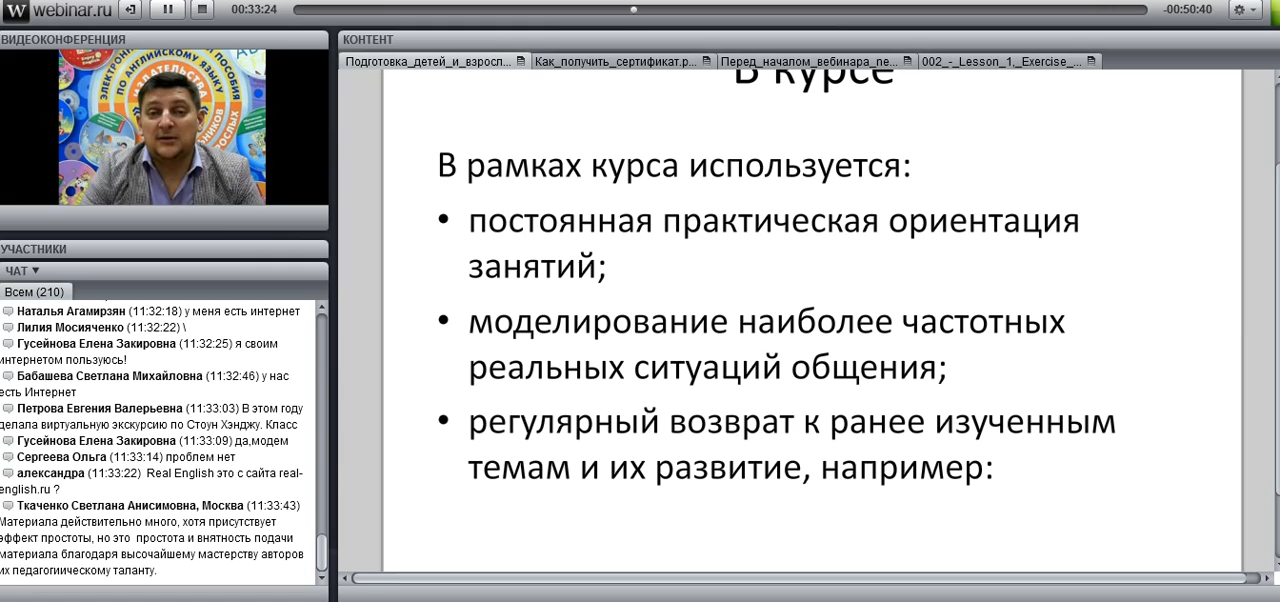 W webinar.ru
00:33:24
-00:50:40
ВИДЕОКОНФЕРЕНЦИЯ
ПО АНГЛИЙСКОМУ ЯЗЫКУ
ПОСОБИЯ
ИЗДАТЕЛЬСТВА
УЧАСТНИКИ
ЧАТ
Всем (210)
Наталья Агамирзян (11:32:18) у меня есть интернет
Лилия Мосияченко (11:32:22) \
Гусейнова Елена Закировна (11:32:25) я своим
интернетом пользуюсь!
Бабашева Светлана Михайловна (11:32:46) у нас
есть Интернет
Петрова Евгения Валерьевна (11:33:03) В этом году
делала виртуальную экскурсию по Стоун Хэнджу. Класс
Гусейнова Елена Закировна (11:33:09) да,модем
Сергеева Ольга (11:33:14) проблем нет
александра (11:33:22) Real English это с сайта real-
english.ru ?
Ткаченко Светлана Анисимовна, Москва (11:33:43)
Материала действительно много, хотя присутствует
эффект простоты, но это простота и внятность подачи
материала благодаря высочайшему мастерству авторов
их педагогиическому таланту.
КОНТЕНТ
Подготовка_детей_и_взросл... Как_получить_сертификат.p... Перед_началом_вебинара_пе... 002_-_Lesson_1,_Exercise_...
В курсе
В рамках курса используется:
• постоянная практическая ориентация
занятий;
• моделирование наиболее частотных
реальных ситуаций общения;
• регулярный возврат к ранее изученным
темам и их развитие, например: